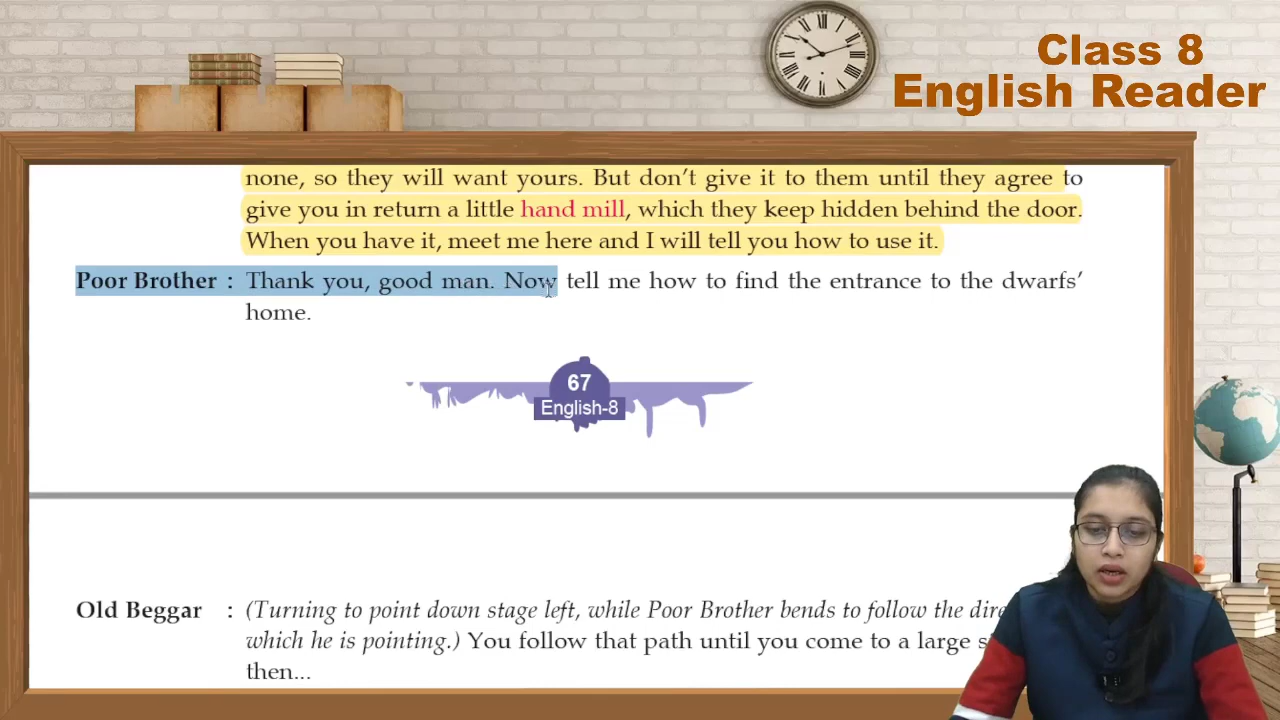 Class 8
English Reader
none, so they will want yours. But don’t give it to them until they agree to
give you in return a little hand mill, which they keep hidden behind the door.
When you have it, meet me here and I will tell you how to use it.
Poor Brother : Thank you, good man. Now tell me how to find the entrance to the dwarfs’
home.
67
English-8
Old Beggar : (Turning to point down stage left, while Poor Brother bends to follow the
which he is pointing.) You follow that path until you come to a large
then...